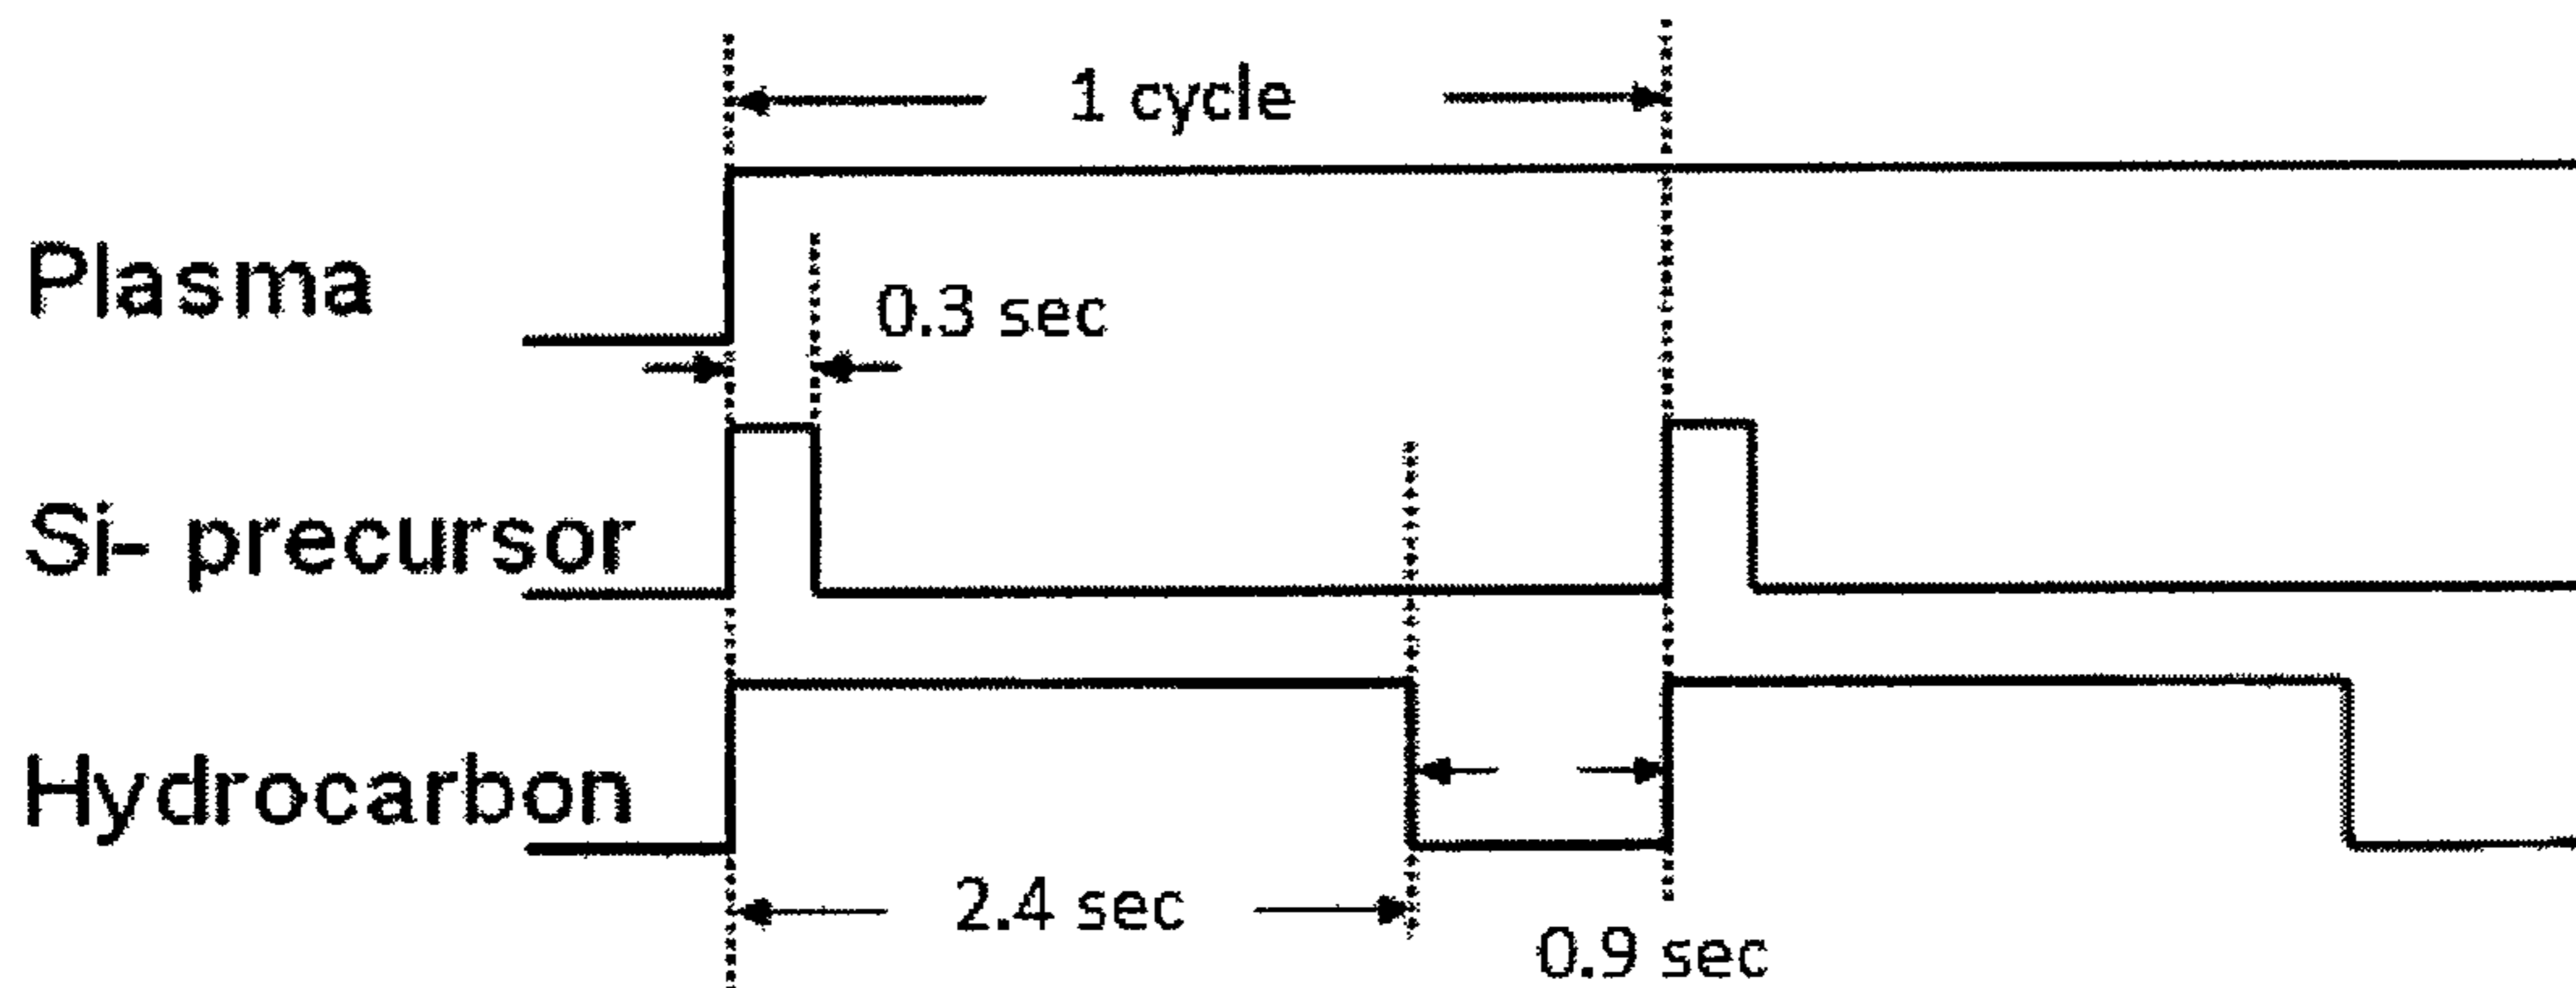 1 cycle
Plasma
0.3 sec
Si- precursor
Hydrocarbon
2.4 sec
0.9 sec